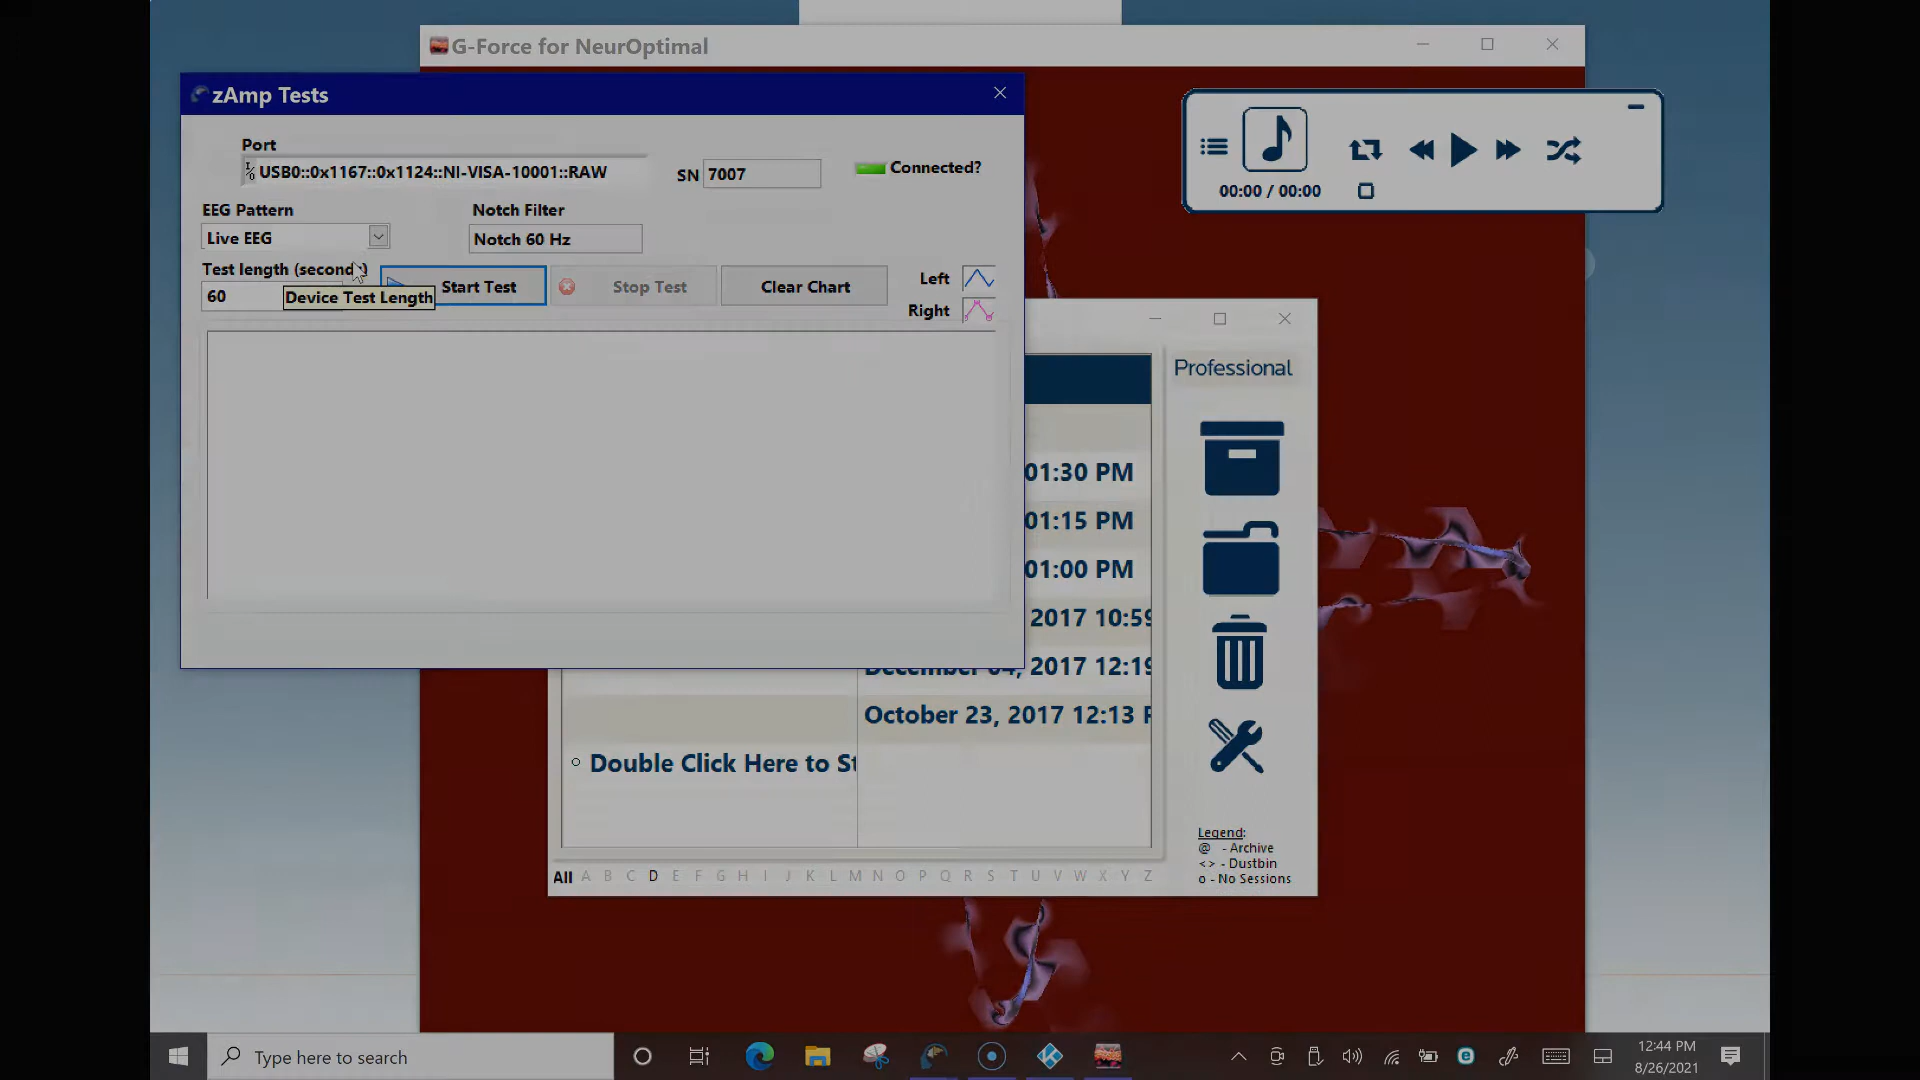 G-Force for NeurOptimal
zAmp Tests
Port
USB0::0x1167::0x1124::NI-VISA-10001::RAW
SN 7007
Connected?
EEG Pattern
Live EEG
Notch Filter
Notch 60 Hz
Test length
60
Device Test Length
Start Test
Stop Test
Clear Chart
Left
Right
00:00 / 00:00
Professional
01:30 PM
01:15 PM
01:00 PM
2017 10:59
December 04, 2017 12:19
October 23, 2017 12:13
Double Click Here to
Legend:
@ - Archive
<> - Dustbin
o - No Sessions
All A B C D E F G H I J K L M N O P Q R S T U V W X Y Z
Type here to search
12:44 PM
8/26/2021